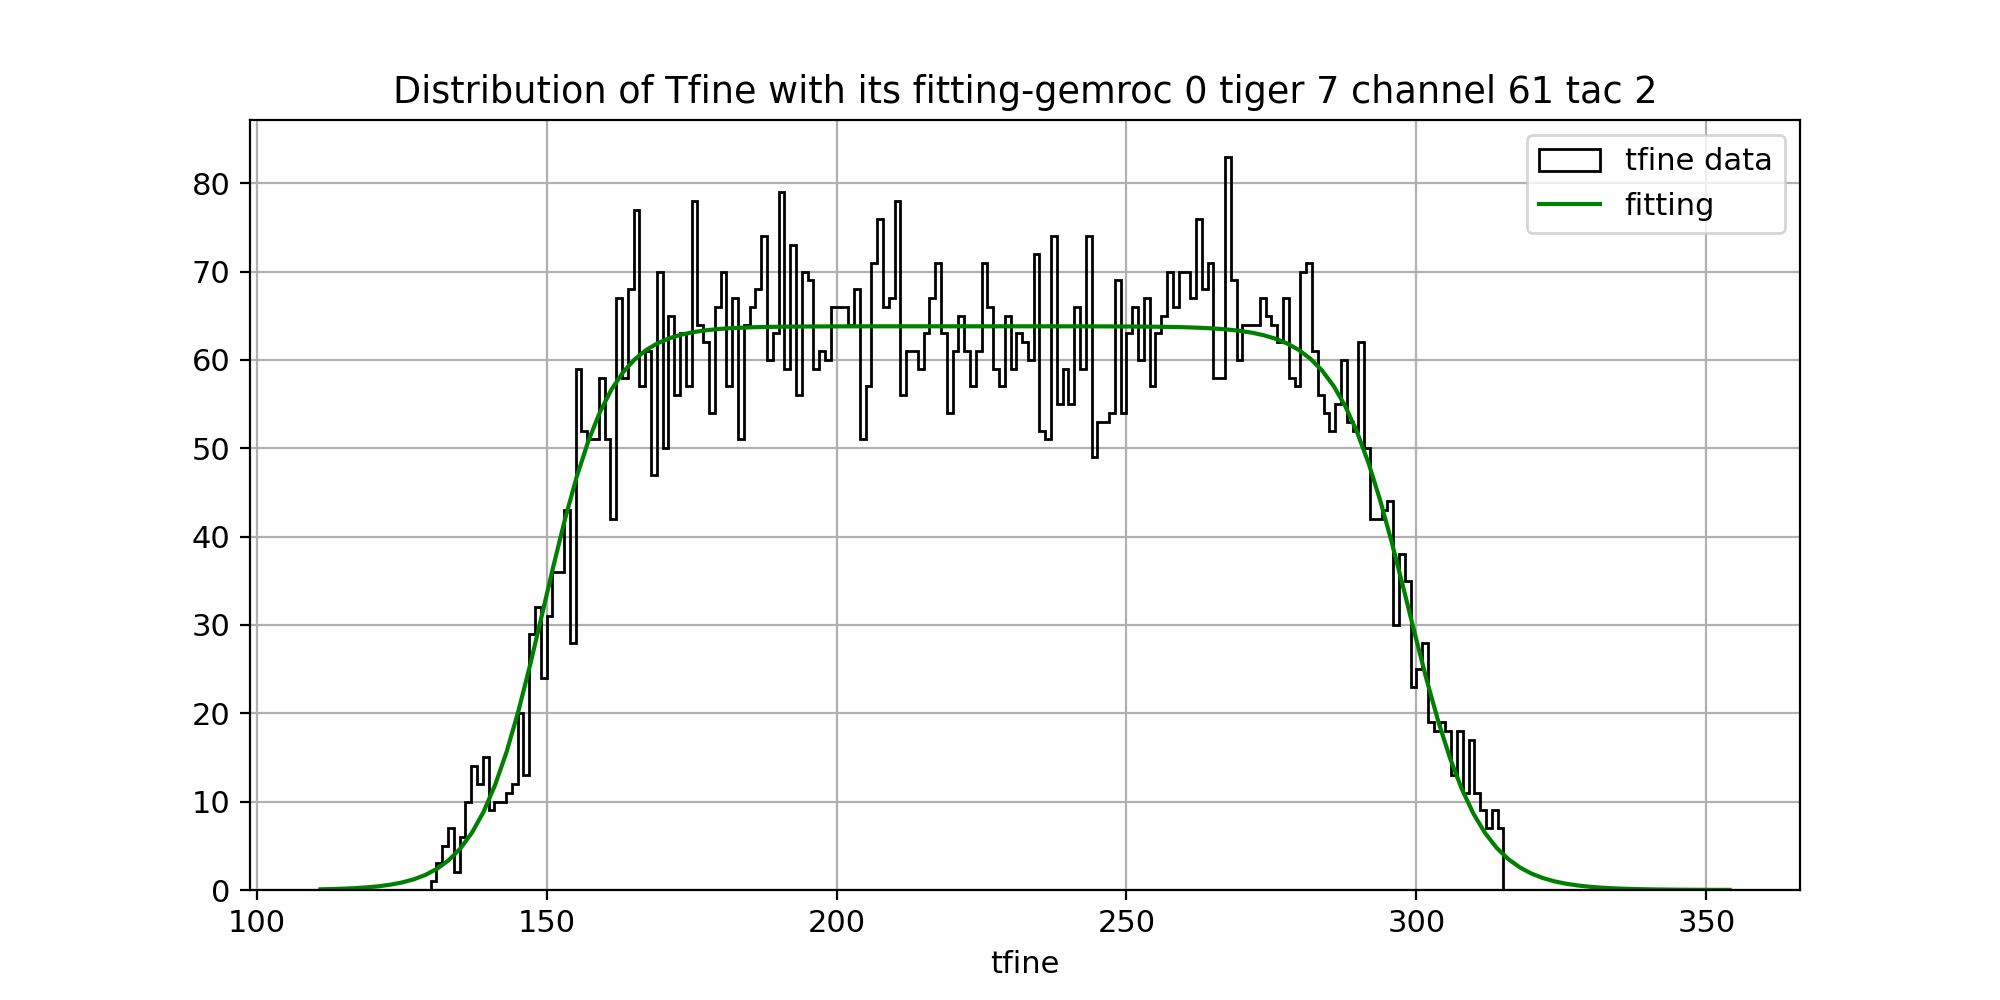 Distribution of Tfine with its fitting-gemroc 0 tiger 7 channel 61 tac 2
tfine data
fitting
80
70
60
50
40
30
20
10
0
100 150 200 250 300 350
tfine